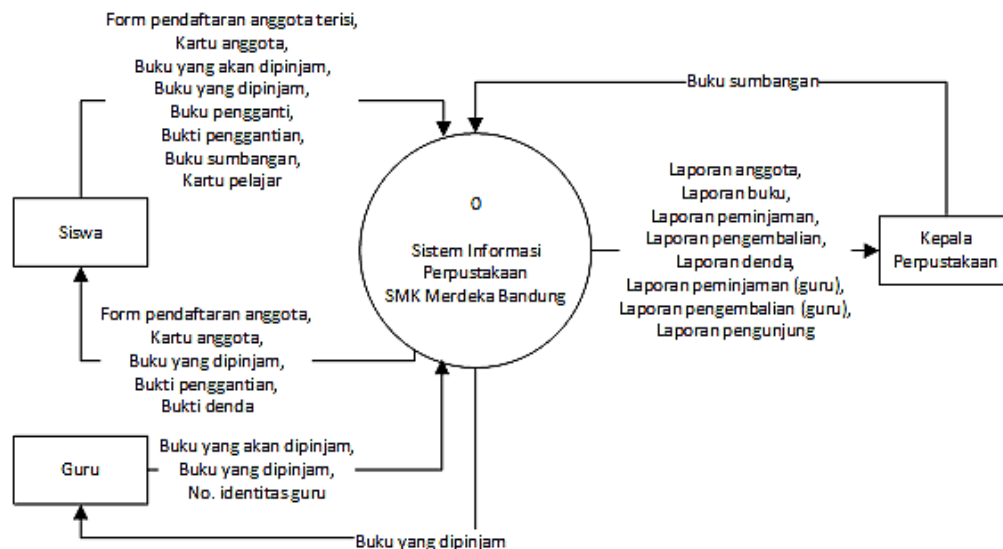 Form pendaftaran anggota terisi,
Kartu anggota,
Buku yang akan dipinjam,
Buku yang dipinjam,
Buku pengganti,
Bukti penggantian,
Buku sumbangan,
Kartu pelajar
Buku sumbangan
Siswa
0
Sistem Informasi
Perpustakaan
SMK Merdeka Bandung
Laporan anggota,
Laporan buku,
Laporan peminjaman,
Laporan pengembalian,
Laporan denda,
Laporan peminjaman (guru),
Laporan pengembalian (guru),
Laporan pengunjung
Kepala
Perpustakaan
Form pendaftaran anggota,
Kartu anggota,
Buku yang dipinjam,
Bukti penggantian,
Bukti denda
Guru
Buku yang akan dipinjam,
Buku yang dipinjam,
No. identitas guru
Buku yang dipinjam